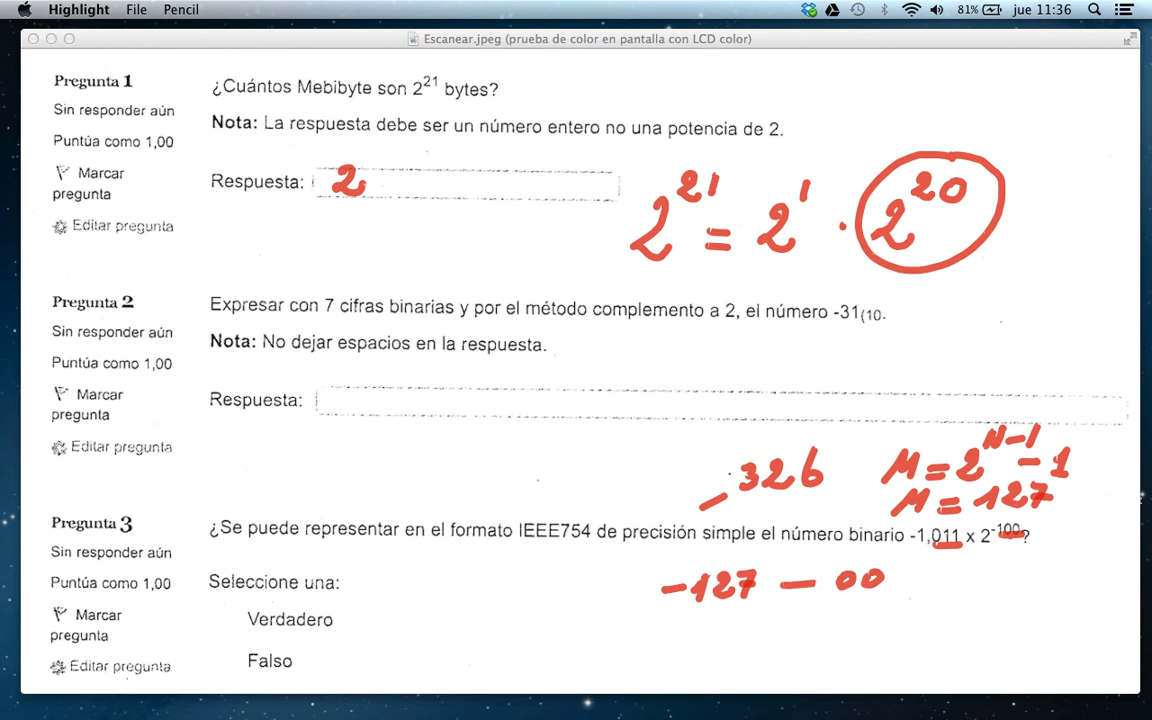 Highlight File Pencil 81% jue 11:36
Escanear.jpeg (prueba de color en pantalla con LCD color)
Pregunta 1
Sin responder aún
Puntúa como 1,00
Marcar
pregunta
Editar pregunta
¿Cuántos Mebibyte son 2^21 bytes?
Nota: La respuesta debe ser un número entero no una potencia de 2.
Respuesta: 2
2^21 = 2^1 · 2^20
Pregunta 2
Sin responder aún
Puntúa como 1,00
Marcar
pregunta
Editar pregunta
Expresar con 7 cifras binarias y por el método complemento a 2, el número -31(10.
Nota: No dejar espacios en la respuesta.
Respuesta:
32b M = 2^N-1 - 1
M = 127
Pregunta 3
Sin responder aún
Puntúa como 1,00
Marcar
pregunta
Editar pregunta
¿Se puede representar en el formato IEEE754 de precisión simple el número binario -1,011 x 2^-100?
-127 — 00
Seleccione una:
Verdadero
Falso